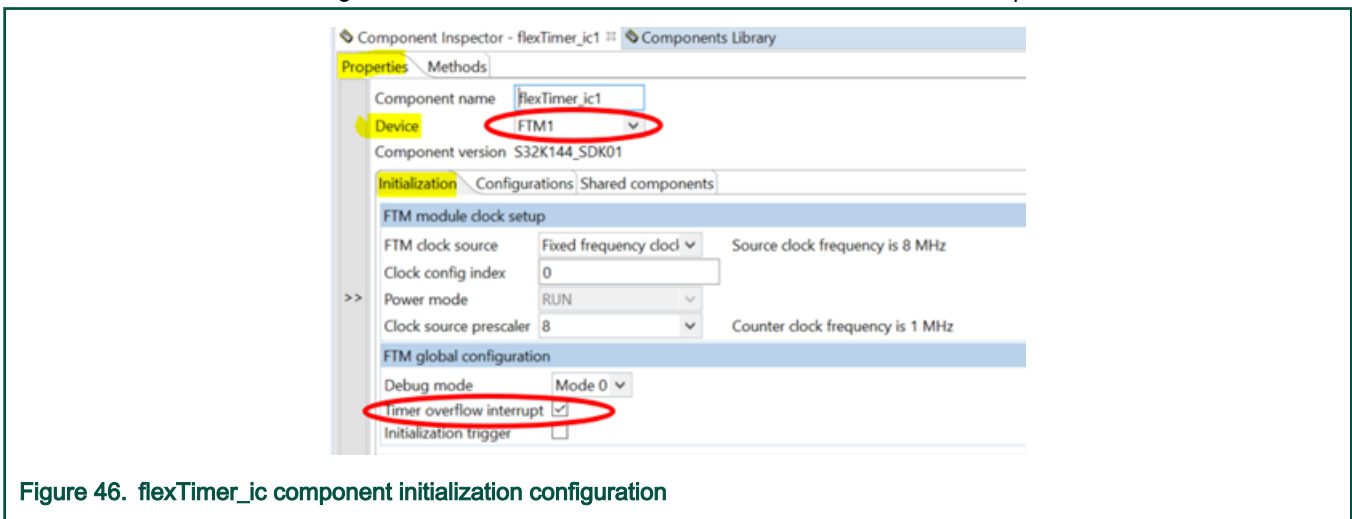 Component Inspector - flexTimer_ic1 Components Library
Properties Methods
Component name flexTimer_ic1
Device FTM1
Component version S32K144_SDK01
Initialization Configurations Shared components
FTM module clock setup
FTM clock source Fixed frequency clocl Source clock frequency is 8 MHz
Clock config index 0
>> Power mode RUN
Clock source prescaler 8 Counter clock frequency is 1 MHz
FTM global configuration
Debug mode Mode 0
Timer overflow interrupt
Initialization trigger
Figure 46. flexTimer_ic component initialization configuration